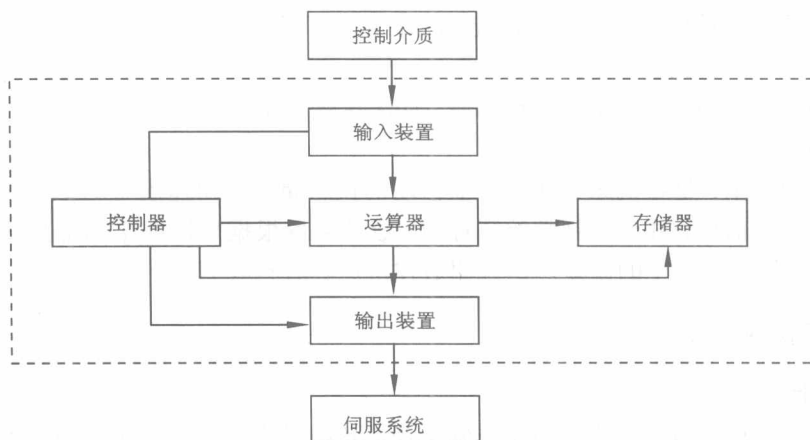 控制介质
输入装置
控制器
运算器
存储器
输出装置
伺服系统